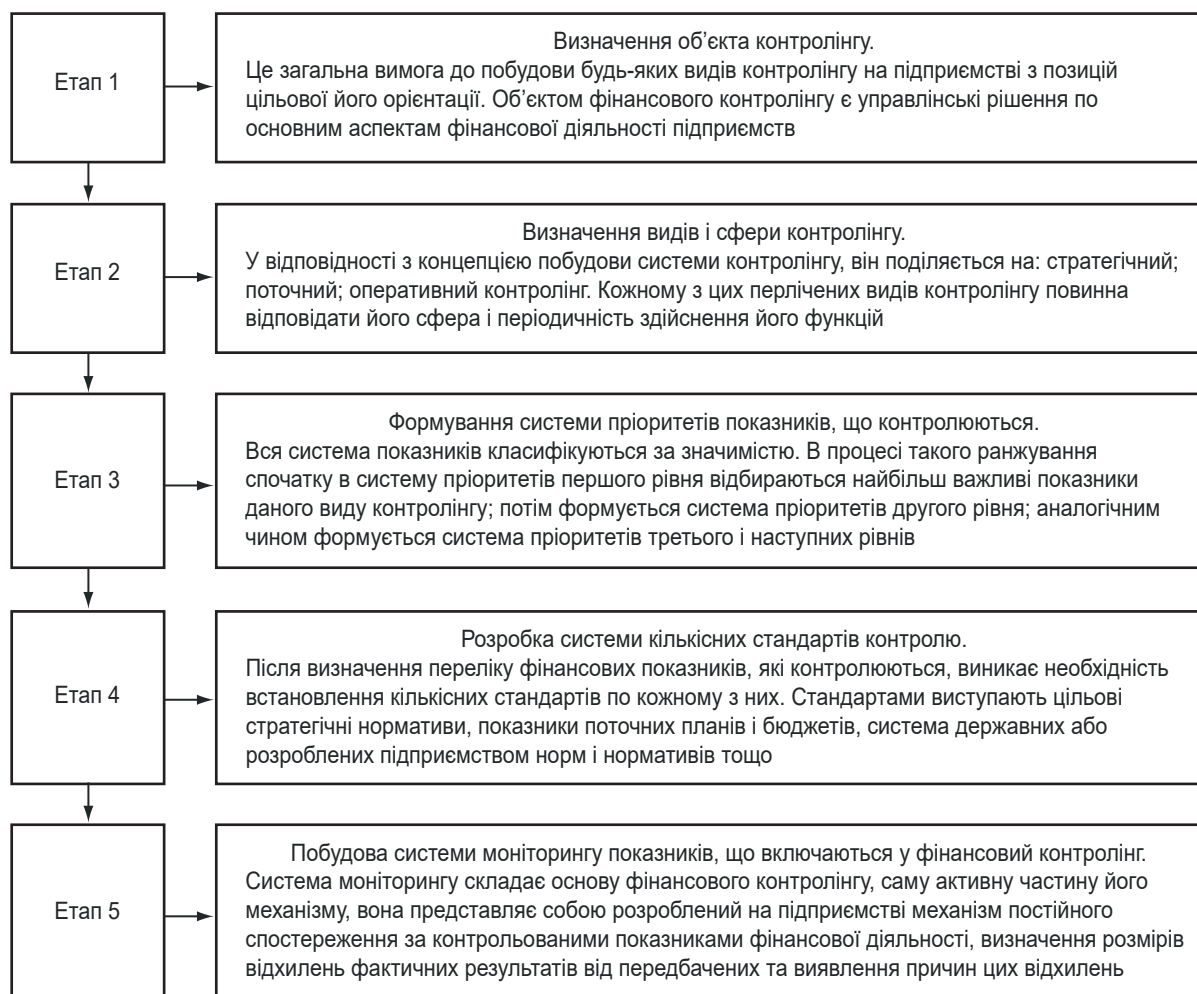 Етап 1
Визначення об’єкта контролінгу.
Це загальна вимога до побудови будь-яких видів контролінгу на підприємстві з позицій
цільової його орієнтації. Об’єктом фінансового контролінгу є управлінські рішення по
основним аспектам фінансової діяльності підприємств
Етап 2
Визначення видів і сфери контролінгу.
У відповідності з концепцією побудови системи контролінгу, він поділяється на: стратегічний;
поточний; оперативний контролінг. Кожному з цих перлічених видів контролінгу повинна
відповідати його сфера і періодичність здійснення його функцій
Етап 3
Формування системи пріоритетів показників, що контролюються.
Вся система показників класифікуються за значимістю. В процесі такого ранжування
спочатку в систему пріоритетів першого рівня відбираються найбільш важливі показники
даного виду контролінгу; потім формується система пріоритетів другого рівня; аналогічним
чином формується система пріоритетів третього і наступних рівнів
Етап 4
Розробка системи кількісних стандартів контролю.
Після визначення переліку фінансових показників, які контролюються, виникає необхідність
встановлення кількісних стандартів по кожному з них. Стандартами виступають цільові
стратегічні нормативи, показники поточних планів і бюджетів, система державних або
розроблених підприємством норм і нормативів тощо
Етап 5
Побудова системи моніторингу показників, що включаються у фінансовий контролінг.
Система моніторингу складає основу фінансового контролінгу, саму активну частину його
механізму, вона представляє собою розроблений на підприємстві механізм постійного
спостереження за контрольованими показниками фінансової діяльності, визначення розмірів
відхилень фактичних результатів від передбачених та виявлення причин цих відхилень